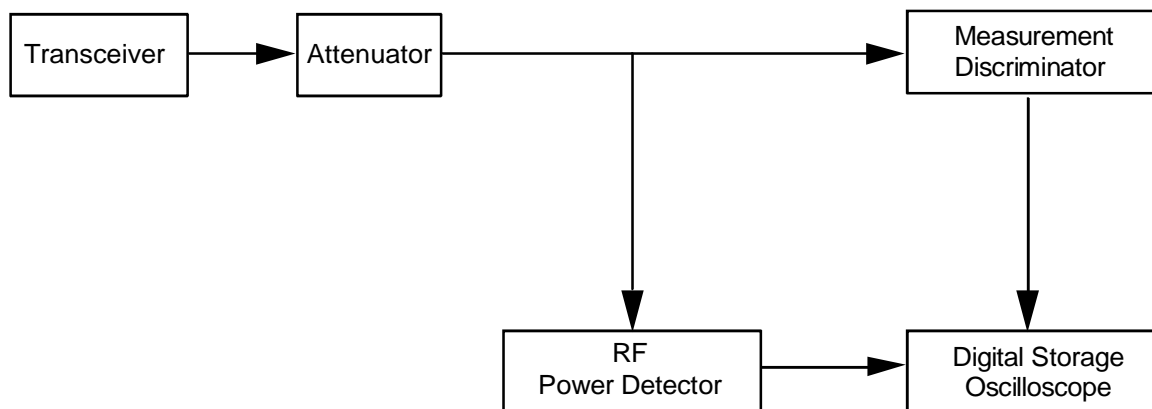 Transceiver
Attenuator
Measurement
Discriminator
RF
Power Detector
Digital Storage
Oscilloscope